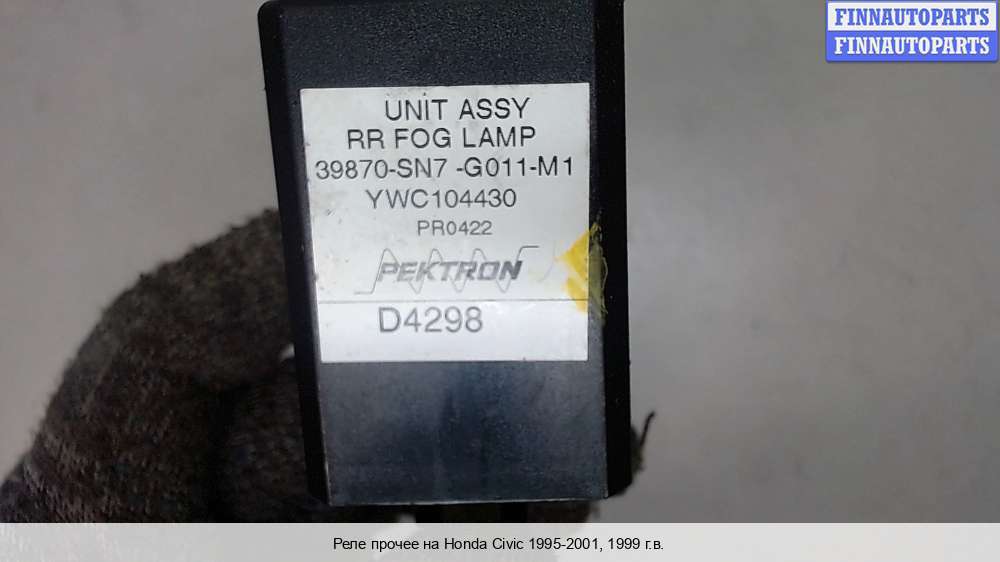 FINNAUTOPARTS
FINNAUTOPARTS
UNIT ASSY
RR FOG LAMP
39870-SN7 -G011-M1
YWC104430
PR0422
PEKTRON
D4298
Реле прочее на Honda Civic 1995-2001, 1999 г.в.